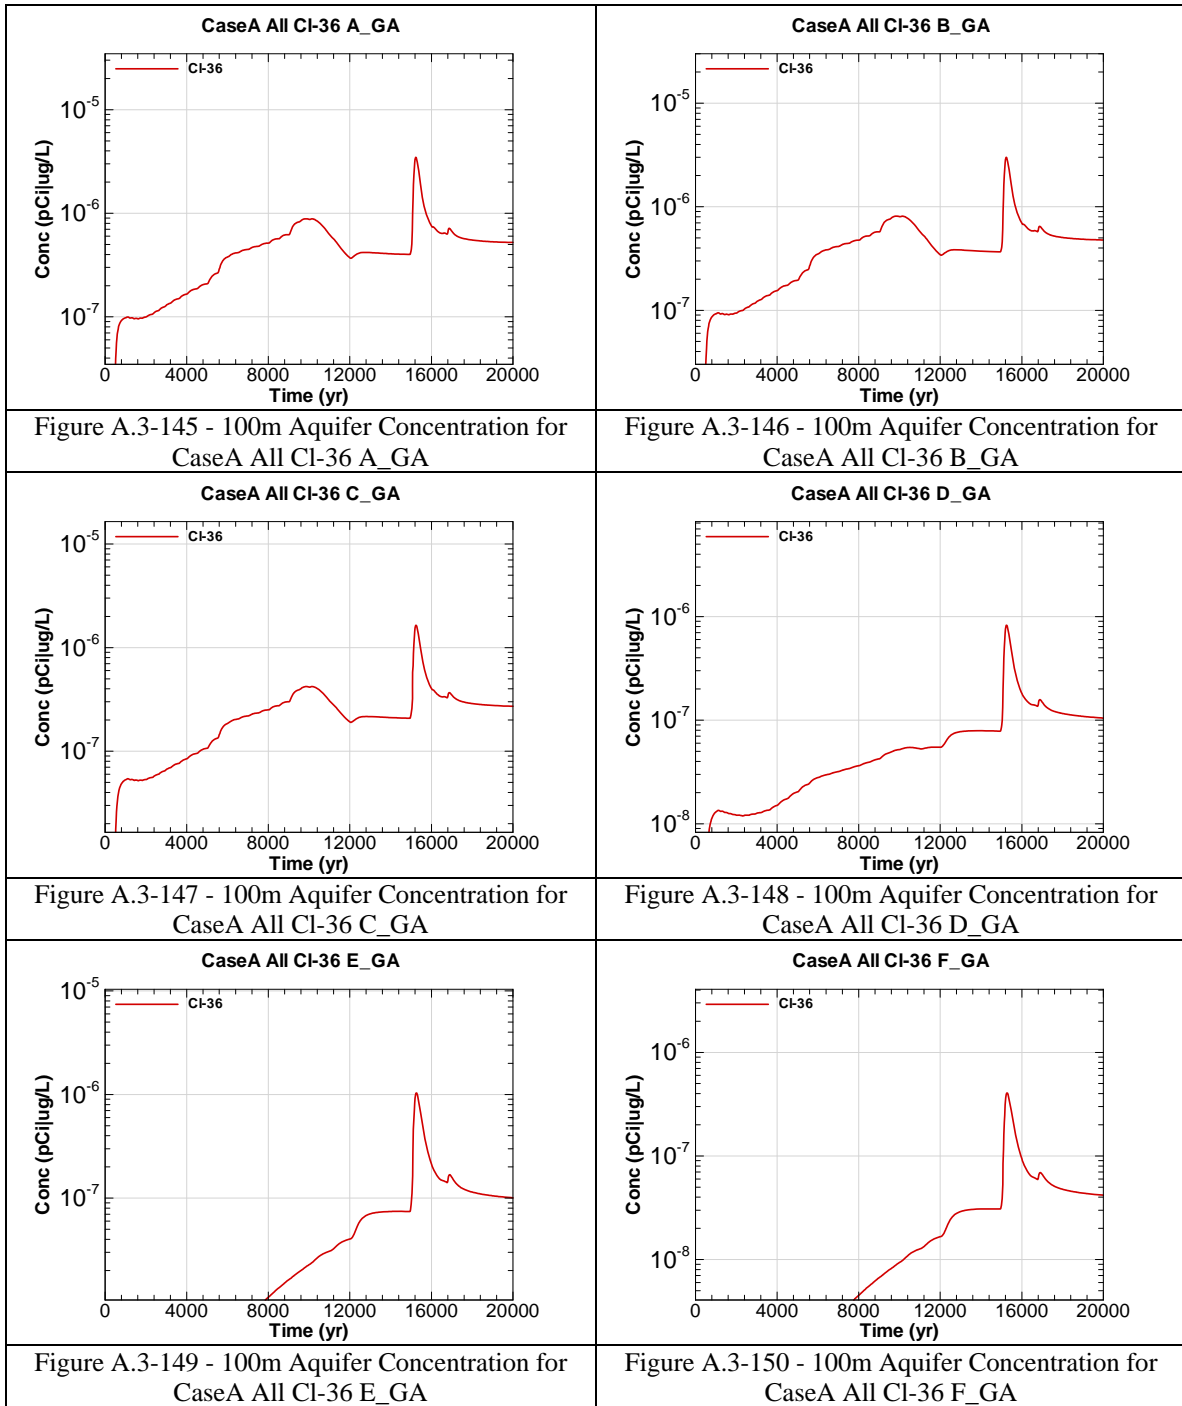 CaseA All Cl-36 A_GA
Cl-36
10-5
10-6
10-7
Conc (pCi|ug/L)
0 4000 8000 12000 16000 20000
Time (yr)
Figure A.3-145 - 100m Aquifer Concentration for
CaseA All Cl-36 A_GA
CaseA All Cl-36 B_GA
Cl-36
10-5
10-6
10-7
Conc (pCi|ug/L)
0 4000 8000 12000 16000 20000
Time (yr)
Figure A.3-146 - 100m Aquifer Concentration for
CaseA All Cl-36 B_GA
CaseA All Cl-36 C_GA
Cl-36
10-5
10-6
10-7
Conc (pCi|ug/L)
0 4000 8000 12000 16000 20000
Time (yr)
Figure A.3-147 - 100m Aquifer Concentration for
CaseA All Cl-36 C_GA
CaseA All Cl-36 D_GA
Cl-36
10-6
10-7
10-8
Conc (pCi|ug/L)
0 4000 8000 12000 16000 20000
Time (yr)
Figure A.3-148 - 100m Aquifer Concentration for
CaseA All Cl-36 D_GA
CaseA All Cl-36 E_GA
Cl-36
10-5
10-6
10-7
Conc (pCi|ug/L)
0 4000 8000 12000 16000 20000
Time (yr)
Figure A.3-149 - 100m Aquifer Concentration for
CaseA All Cl-36 E_GA
CaseA All Cl-36 F_GA
Cl-36
10-6
10-7
10-8
Conc (pCi|ug/L)
0 4000 8000 12000 16000 20000
Time (yr)
Figure A.3-150 - 100m Aquifer Concentration for
CaseA All Cl-36 F_GA